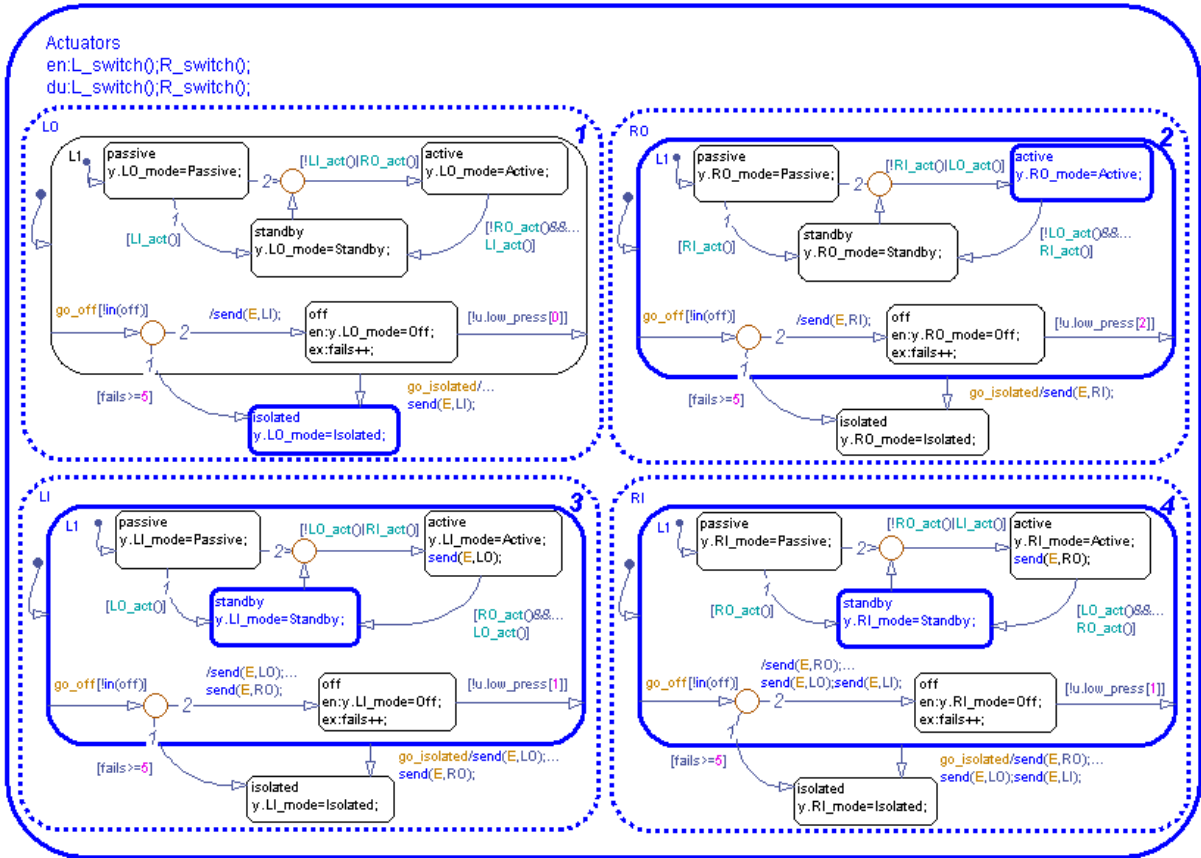 Actuators
en:L_switch();R_switch();
du:L_switch();R_switch();
LO
1
L1
passive
y.LO_mode=Passive;
2
[!LI_act()|RO_act()]
active
y.LO_mode=Active;
1
[LI_act()]
standby
y.LO_mode=Standby;
[!RO_act()&&...
LI_act()]
go_off[!in(off)]
2
/send(E,LI);
off
en:y.LO_mode=Off;
ex:fails++;
[!u.low_press[0]]
1
[fails>=5]
go_isolated/...
send(E,LI);
isolated
y.LO_mode=Isolated;
RO
2
L1
passive
y.RO_mode=Passive;
2
[!RI_act()|LO_act()]
active
y.RO_mode=Active;
1
[RI_act()]
standby
y.RO_mode=Standby;
[!LO_act()&&...
RI_act()]
go_off[!in(off)]
2
/send(E,RI);
off
en:y.RO_mode=Off;
ex:fails++;
[!u.low_press[2]]
1
[fails>=5]
go_isolated/send(E,RI);
isolated
y.RO_mode=Isolated;
LI
3
L1
passive
y.LI_mode=Passive;
2
[!LO_act()|RI_act()]
active
y.LI_mode=Active;
send(E,LO);
1
[LO_act()]
standby
y.LI_mode=Standby;
[RO_act()&&...
LO_act()]
go_off[!in(off)]
2
/send(E,LO);...
send(E,RO);
off
en:y.LI_mode=Off;
ex:fails++;
[!u.low_press[1]]
1
[fails>=5]
go_isolated/send(E,LO);...
send(E,RO);
isolated
y.LI_mode=Isolated;
RI
4
L1
passive
y.RI_mode=Passive;
2
[!RO_act()|LI_act()]
active
y.RI_mode=Active;
send(E,RO);
1
[RO_act()]
standby
y.RI_mode=Standby;
[LO_act()&&...
RO_act()]
go_off[!in(off)]
2
/send(E,RO);...
send(E,LO);send(E,LI);
off
en:y.RI_mode=Off;
ex:fails++;
[!u.low_press[1]]
1
[fails>=5]
go_isolated/send(E,RO);...
send(E,LO);send(E,LI);
isolated
y.RI_mode=Isolated;